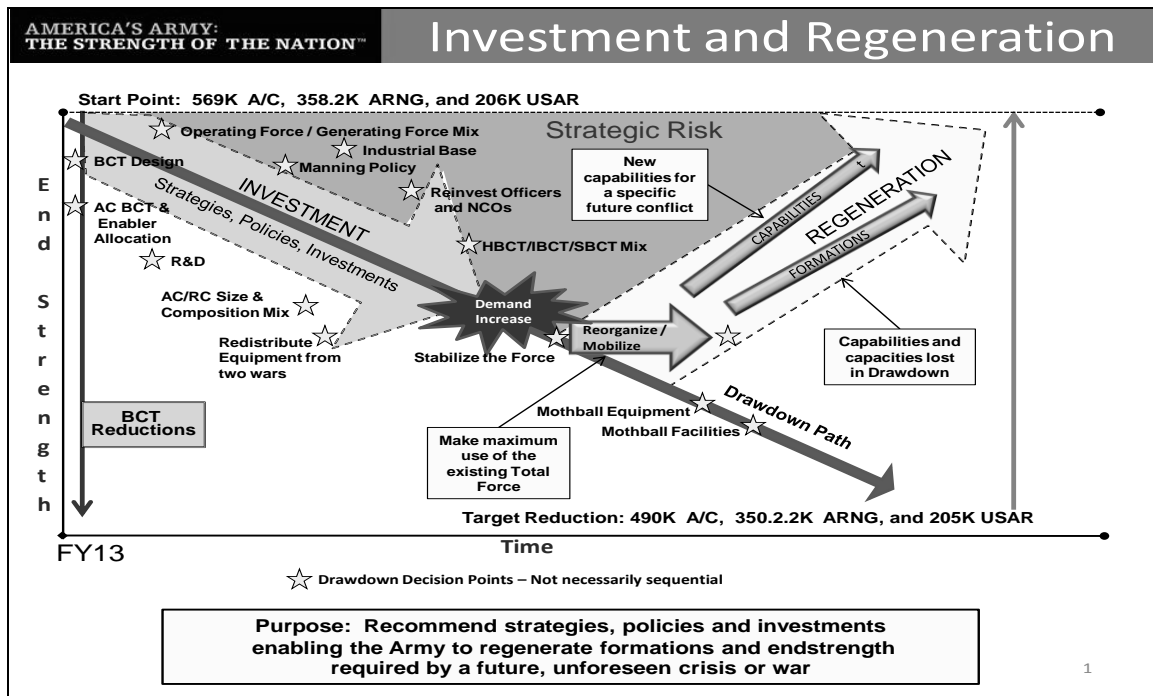 AMERICA'S ARMY:
THE STRENGTH OF THE NATION™
Investment and Regeneration
Start Point: 569K A/C, 358.2K ARNG, and 206K USAR
Operating Force / Generating Force Mix
Strategic Risk
Industrial Base
BCT Design
Manning Policy
New
capabilities for
a specific
future conflict
t
End Strength
INVESTMENT
Strategies, Policies, Investments
Reinvest Officers
and NCOs
AC BCT &
Enabler
Allocation
CAPABILITIES
REGENERATION
FORMATIONS
HBCT/IBCT/SBCT Mix
R&D
AC/RC Size &
Composition Mix
Demand
Increase
Redistribute
Equipment from
two wars
Stabilize the Force
Reorganize /
Mobilize
Capabilities and
capacities lost
in Drawdown
BCT
Reductions
Mothball Equipment
Mothball Facilities
Drawdown Path
Make maximum
use of the
existing Total
Force
Target Reduction: 490K A/C, 350.2.2K ARNG, and 205K USAR
FY13
Time
Drawdown Decision Points – Not necessarily sequential
Purpose: Recommend strategies, policies and investments
enabling the Army to regenerate formations and endstrength
required by a future, unforeseen crisis or war
1